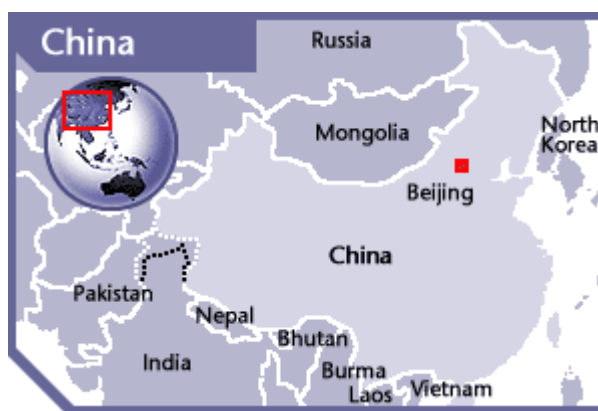 China
Russia
Mongolia
North
Korea
Beijing
China
Pakistan
Nepal
Bhutan
India
Burma
Laos
Vietnam